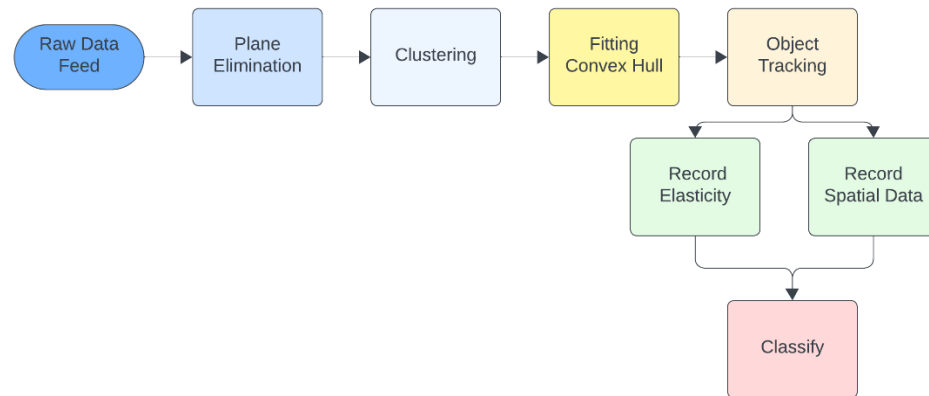 Raw Data
Feed
Plane
Elimination
Clustering
Fitting
Convex Hull
Object
Tracking
Record
Elasticity
Record
Spatial Data
Classify